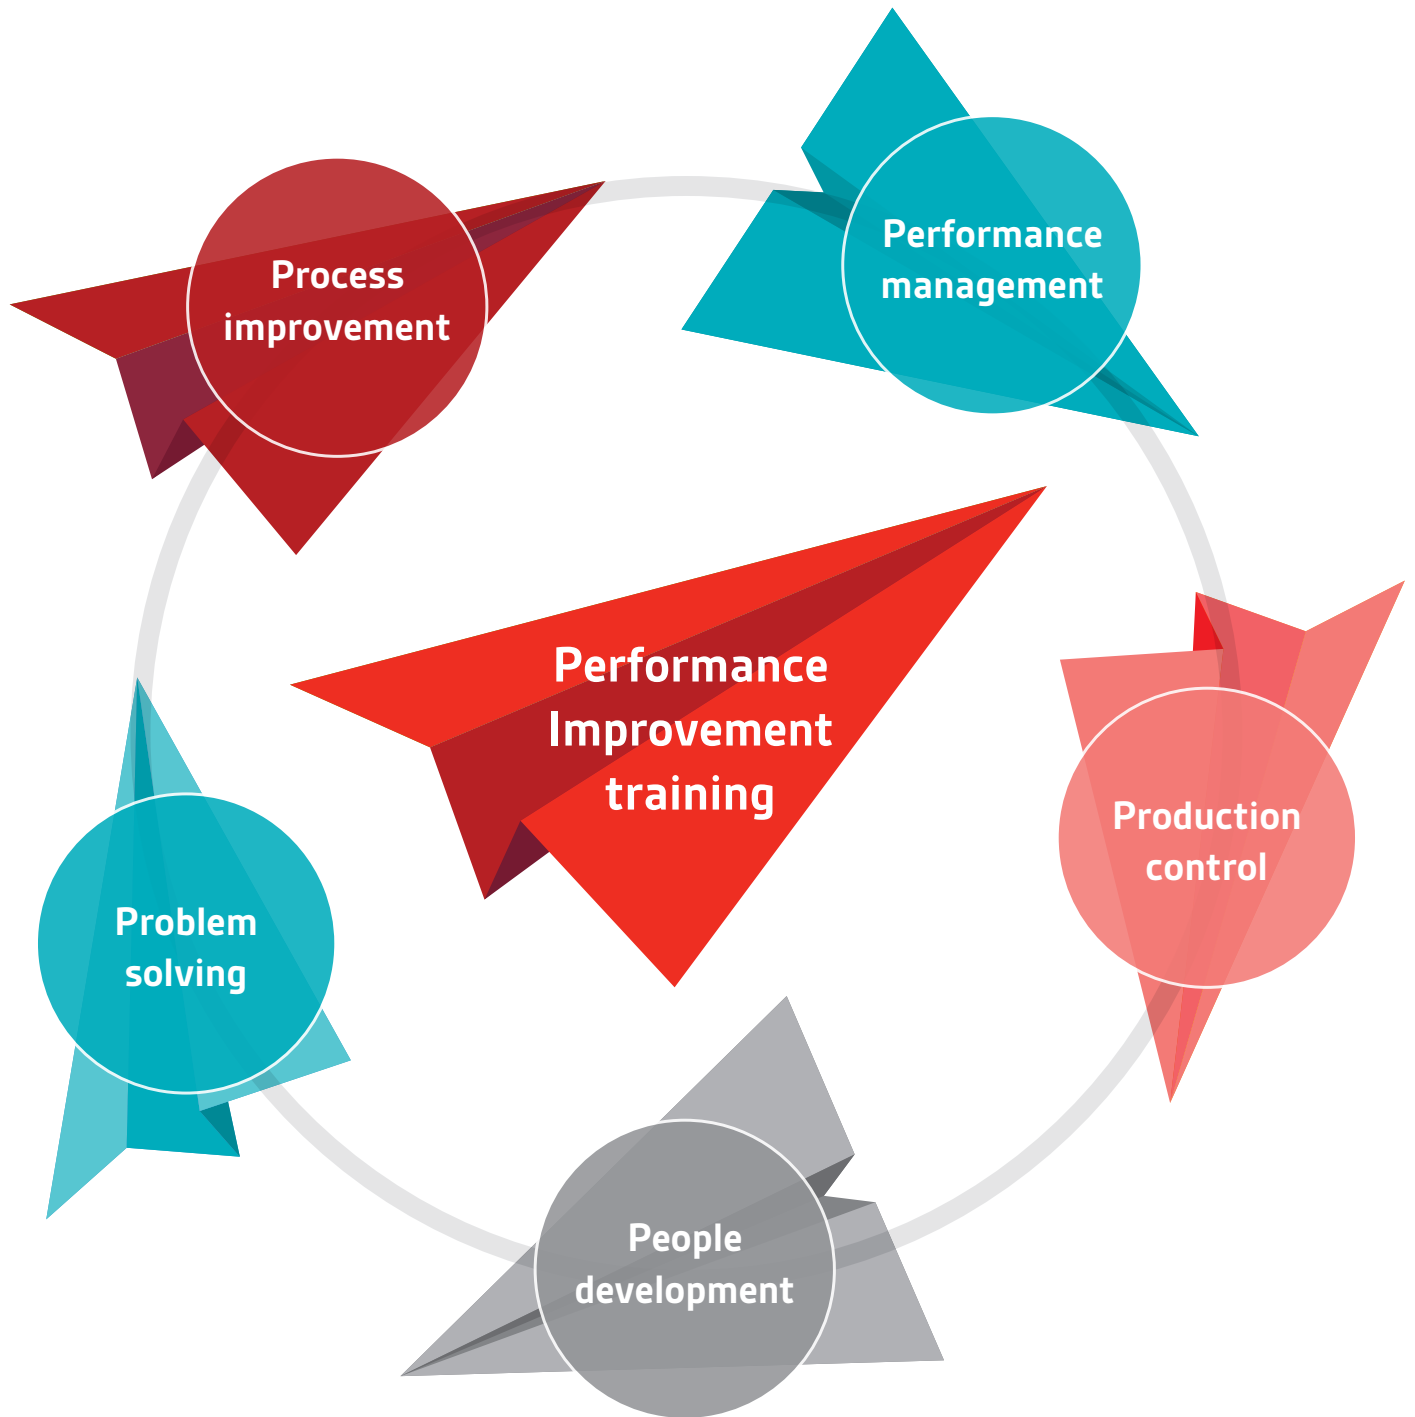 Performance
management
Process
improvement
Performance
Improvement
training
Production
control
Problem
solving
People
development